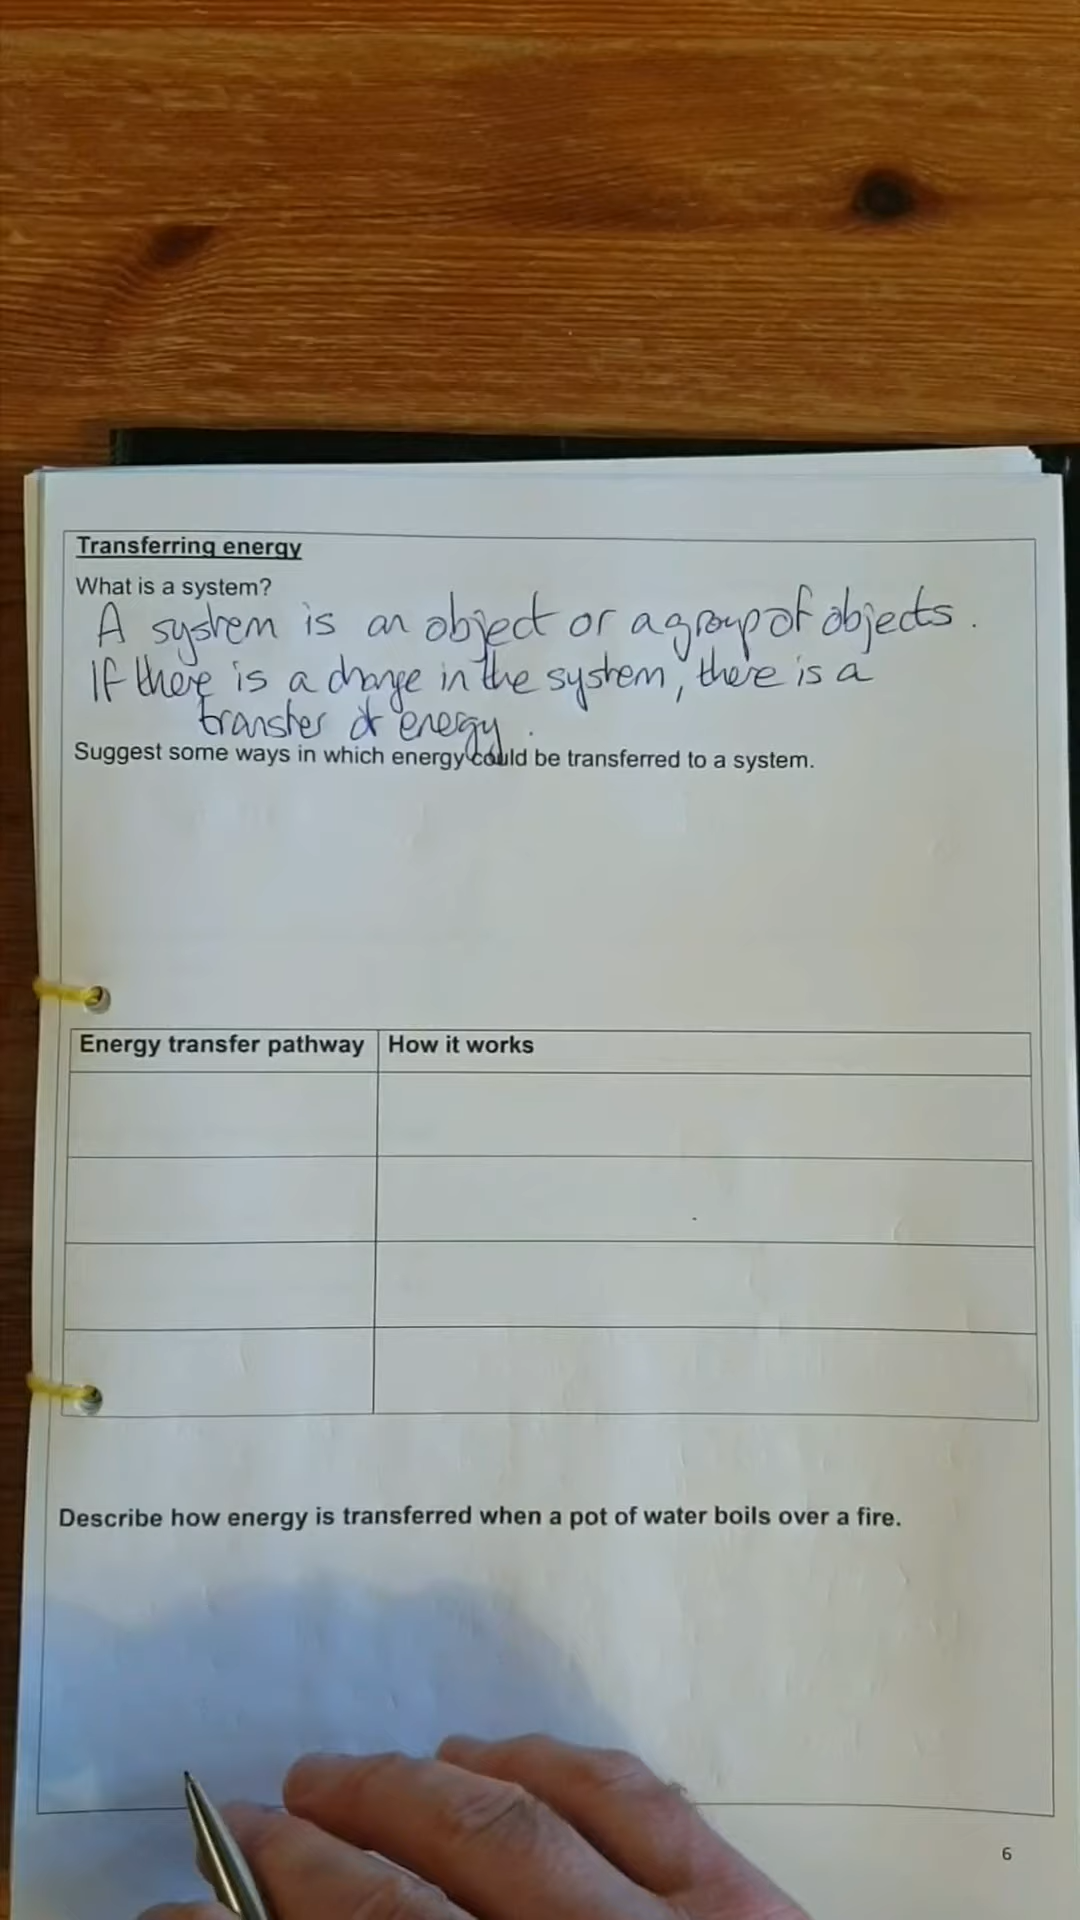 Transferring energy
What is a system?
A system is an object or a group of objects.
If there is a change in the system, there is a
transfer of energy.
Suggest some ways in which energy could be transferred to a system.
Energy transfer pathway How it works
Describe how energy is transferred when a pot of water boils over a fire.
6